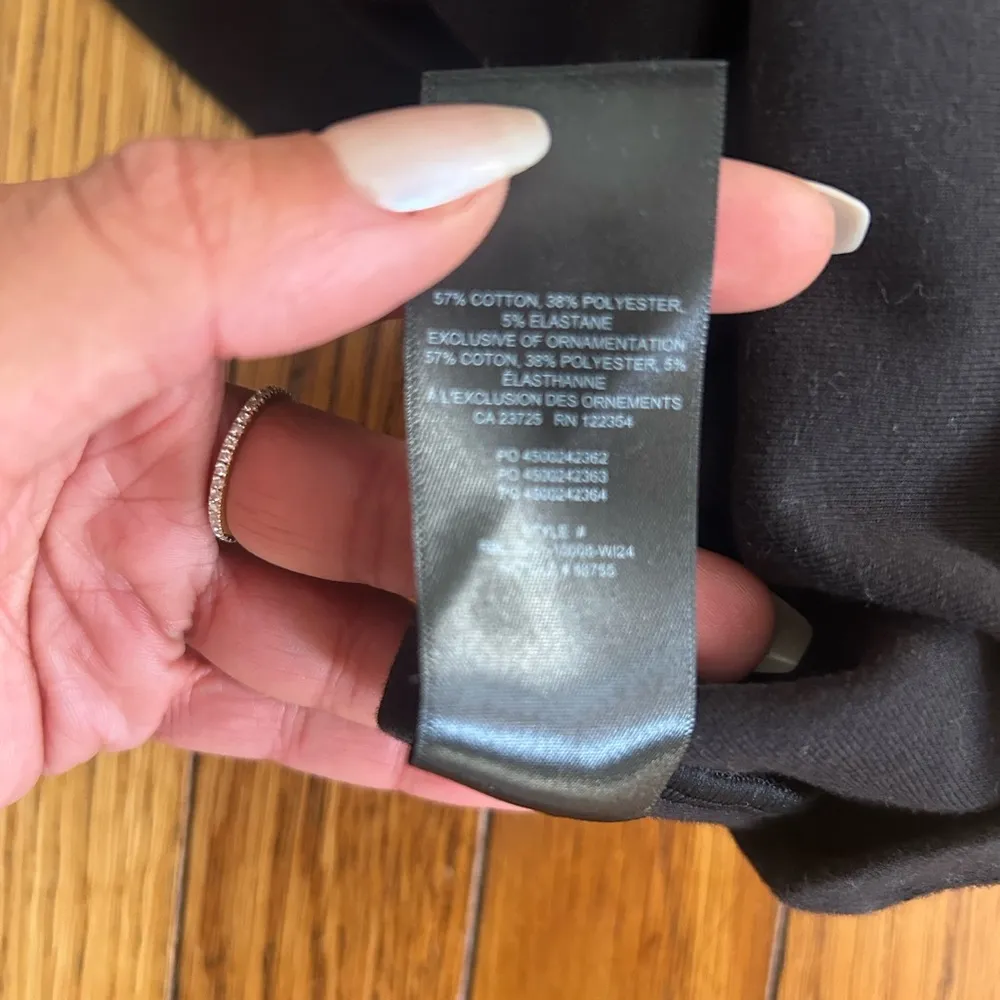 57% COTTON, 38% POLYESTER,
5% ELASTANE
EXCLUSIVE OF ORNAMENTATION
57% COTON, 38% POLYESTER, 5%
ÉLASTHANNE
À L'EXCLUSION DES ORNEMENTS
CA 23725 RN 122354
PO 4500242362
PO 4500242363
PO 4500242364
STYLE #